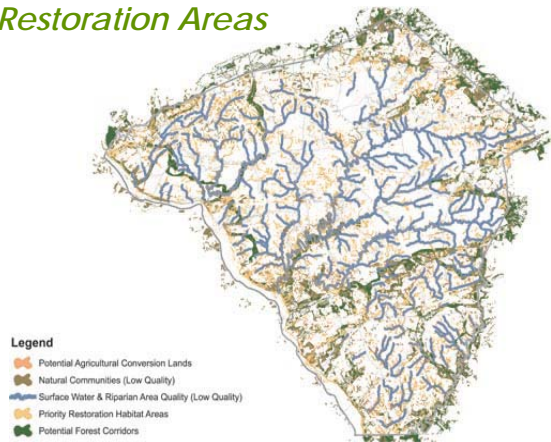 Restoration Areas
Legend
Potential Agricultural Conversion Lands
Natural Communities (Low Quality)
Surface Water & Riparian Area Quality (Low Quality)
Priority Restoration Habitat Areas
Potential Forest Corridors